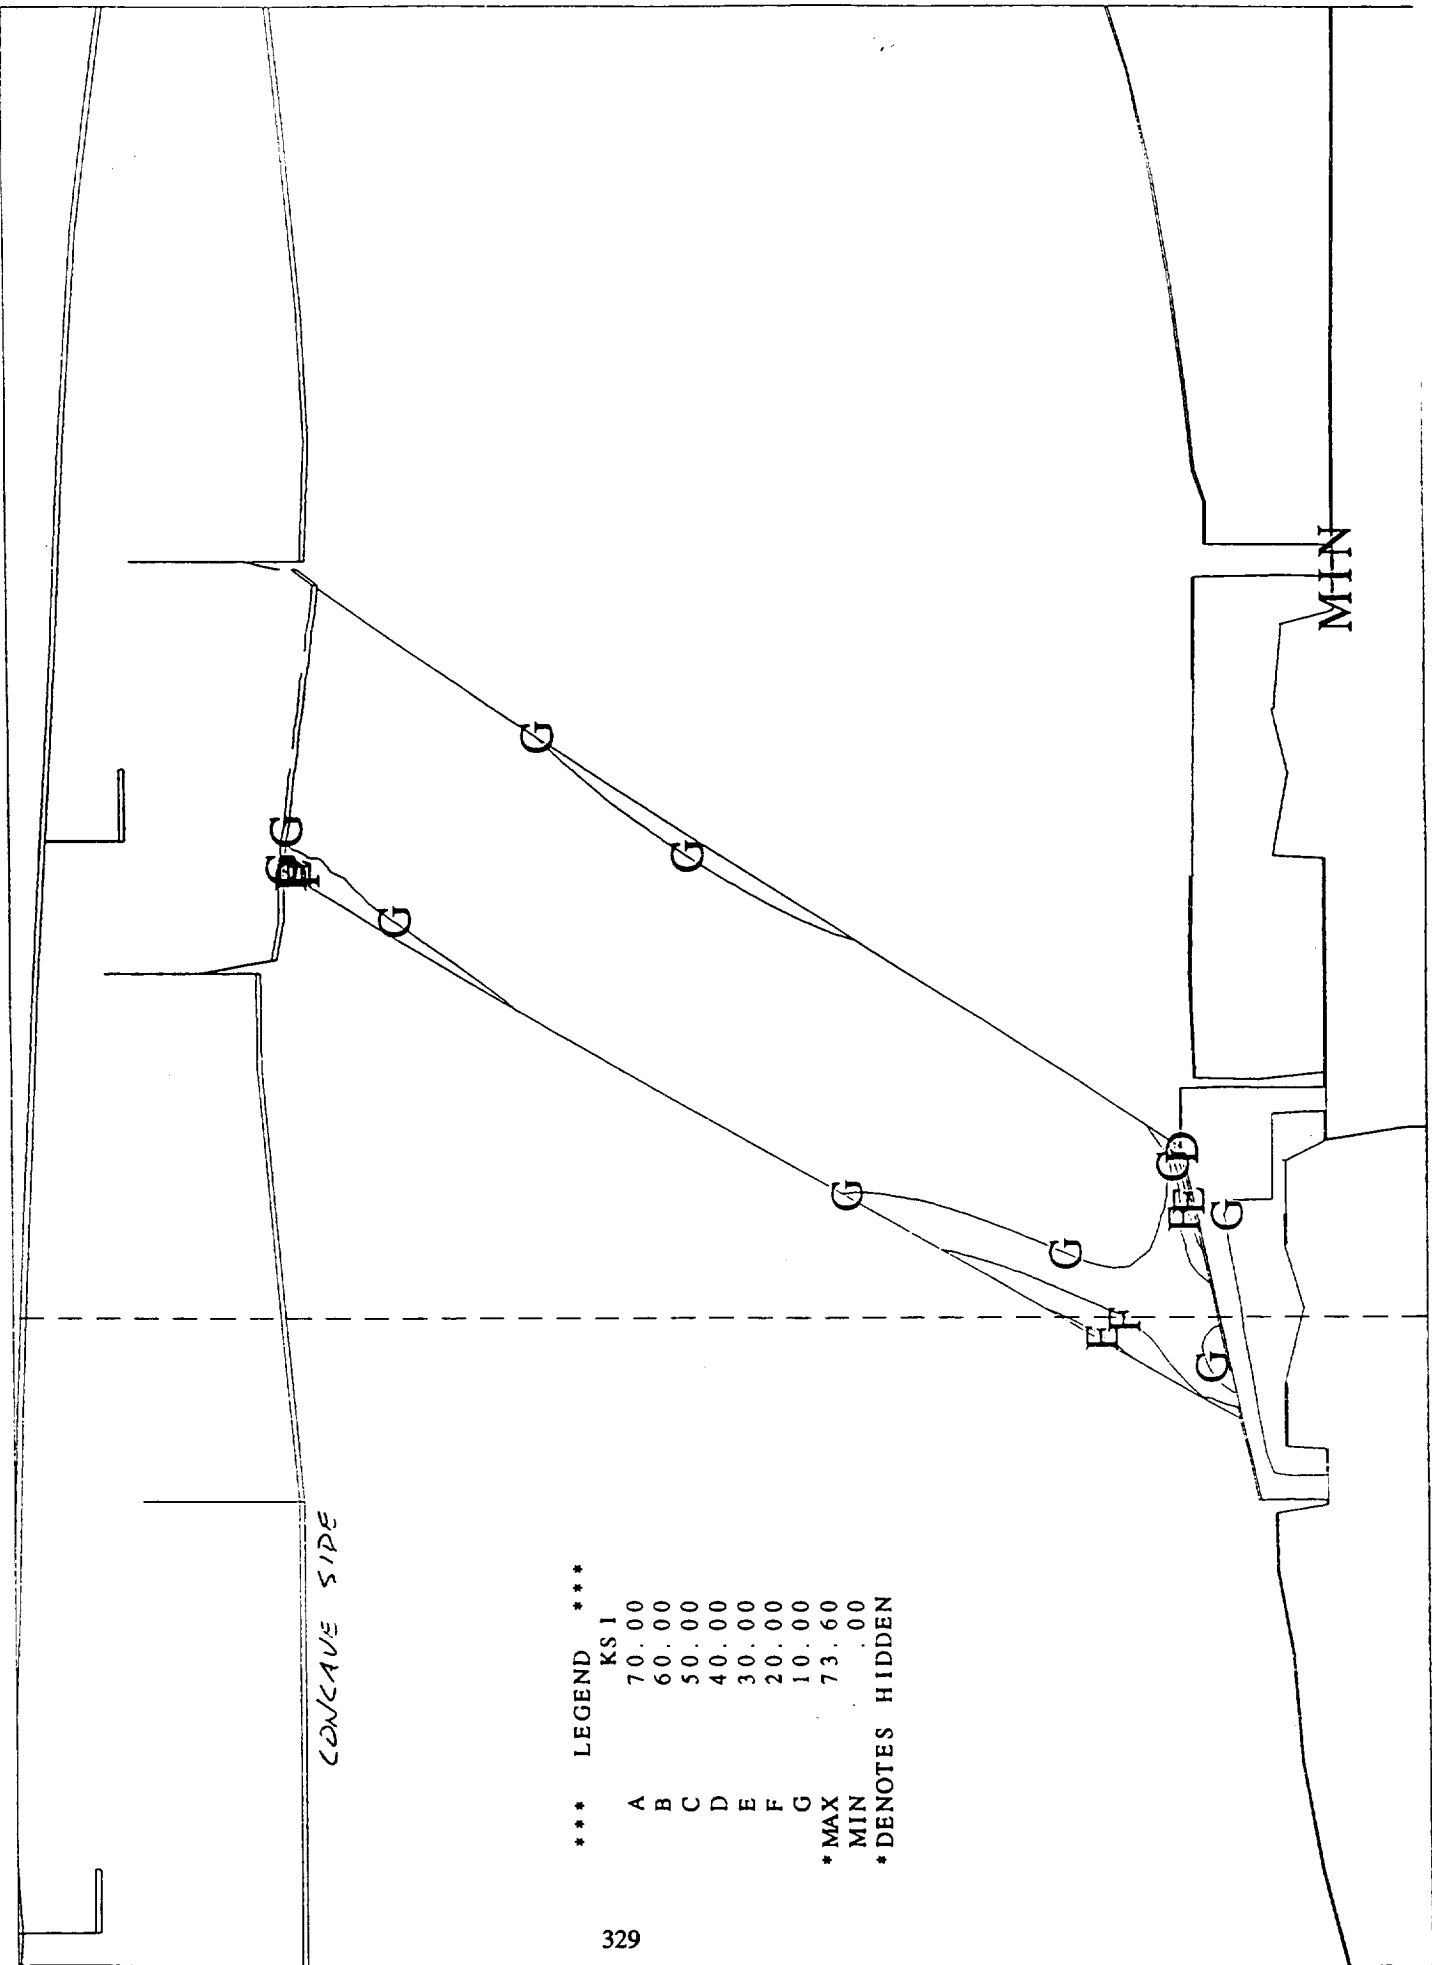 G
G
G
G
F
G
G
G
D
G
F
E
G
F
E
G
MIN
CONCAVE SIDE
*** LEGEND ***
KSI
A 70.00
B 60.00
C 50.00
D 40.00
E 30.00
F 20.00
G 10.00
*MAX 73.60
MIN .00
*DENOTES HIDDEN
329